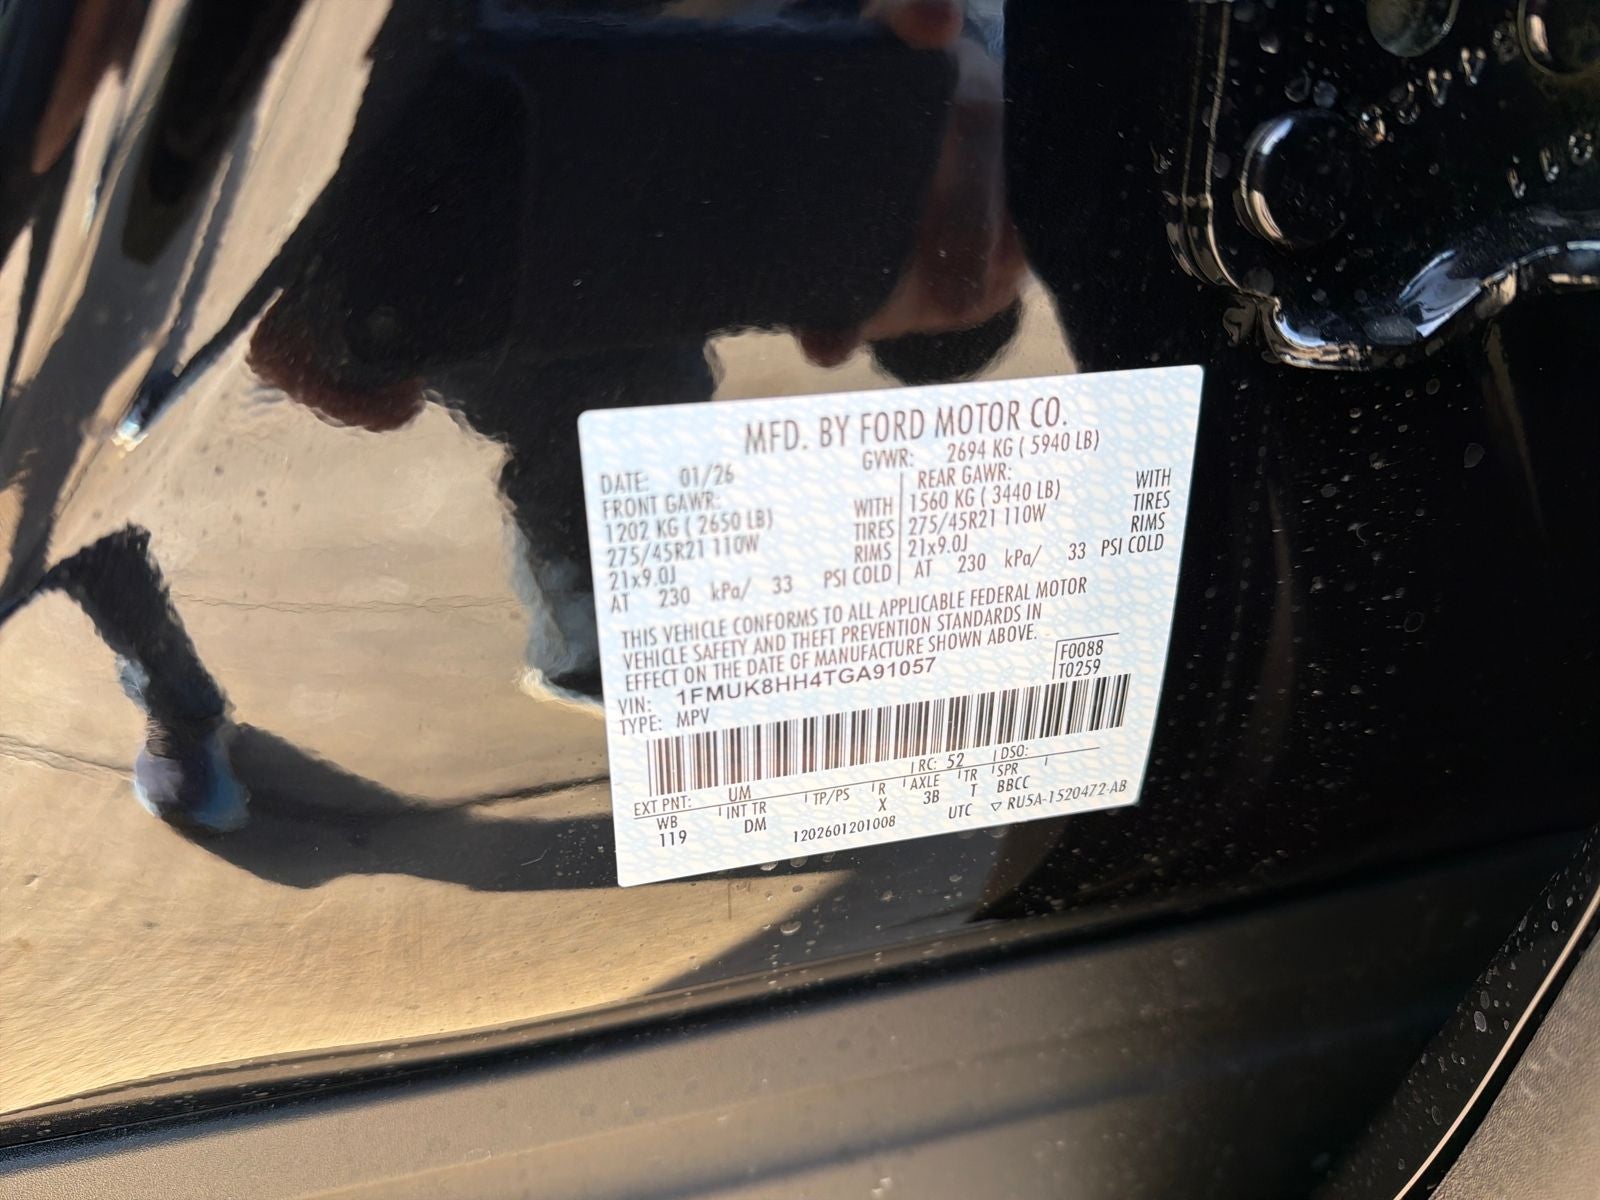 MFD. BY FORD MOTOR CO.
DATE: 01/26 GVWR: 2694 KG ( 5940 LB)
FRONT GAWR: REAR GAWR:
1202 KG ( 2650 LB) WITH 1560 KG ( 3440 LB) WITH
275/45R21 110W TIRES 275/45R21 110W TIRES
21x9.0J RIMS 21x9.0J RIMS
AT 230 kPa/ 33 PSI COLD AT 230 kPa/ 33 PSI COLD
THIS VEHICLE CONFORMS TO ALL APPLICABLE FEDERAL MOTOR
VEHICLE SAFETY AND THEFT PREVENTION STANDARDS IN
EFFECT ON THE DATE OF MANUFACTURE SHOWN ABOVE.
VIN: 1FMUK8HH4TGA91057 F0088
TYPE: MPV T0259
EXT PNT: UM RC: 52 DSO:
WB INT TR TP/PS R AXLE TR SPR
119 DM X 3B T BBCC
1202601201008 UTC ▽ RU5A-1520472-AB